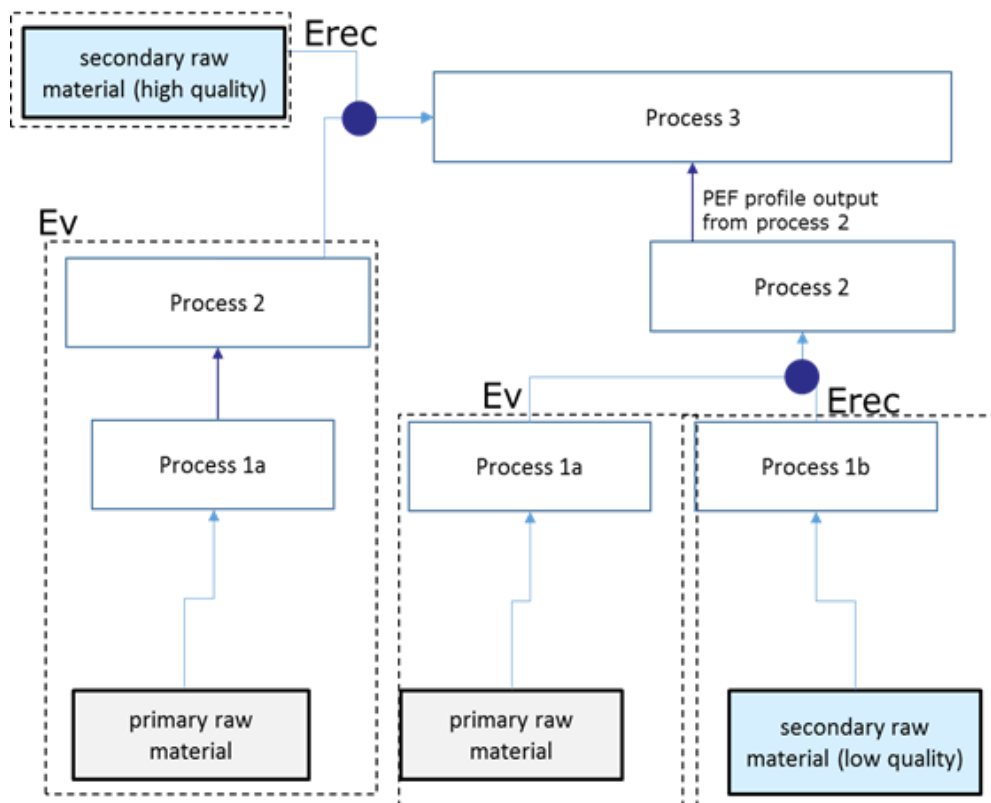 secondary raw
material (high quality)
Erec
Process 3
PEF profile output
from process 2
Ev
Process 2
Process 2
Ev
Erec
Process 1a
Process 1a
Process 1b
primary raw
material
primary raw
material
secondary raw
material (low quality)